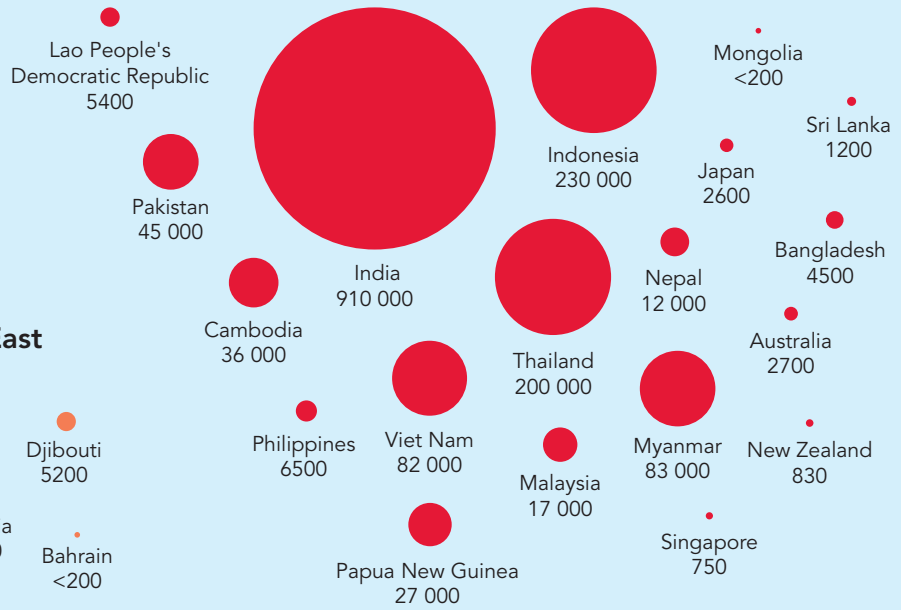 Lao People's
Democratic Republic
5400
Mongolia
<200
Sri Lanka
1200
Indonesia
230 000
Japan
2600
Pakistan
45 000
India
910 000
Nepal
12 000
Bangladesh
4500
Cambodia
36 000
East
Thailand
200 000
Australia
2700
Djibouti
5200
Philippines
6500
Viet Nam
82 000
Malaysia
17 000
Myanmar
83 000
New Zealand
830
Bahrain
<200
Papua New Guinea
27 000
Singapore
750